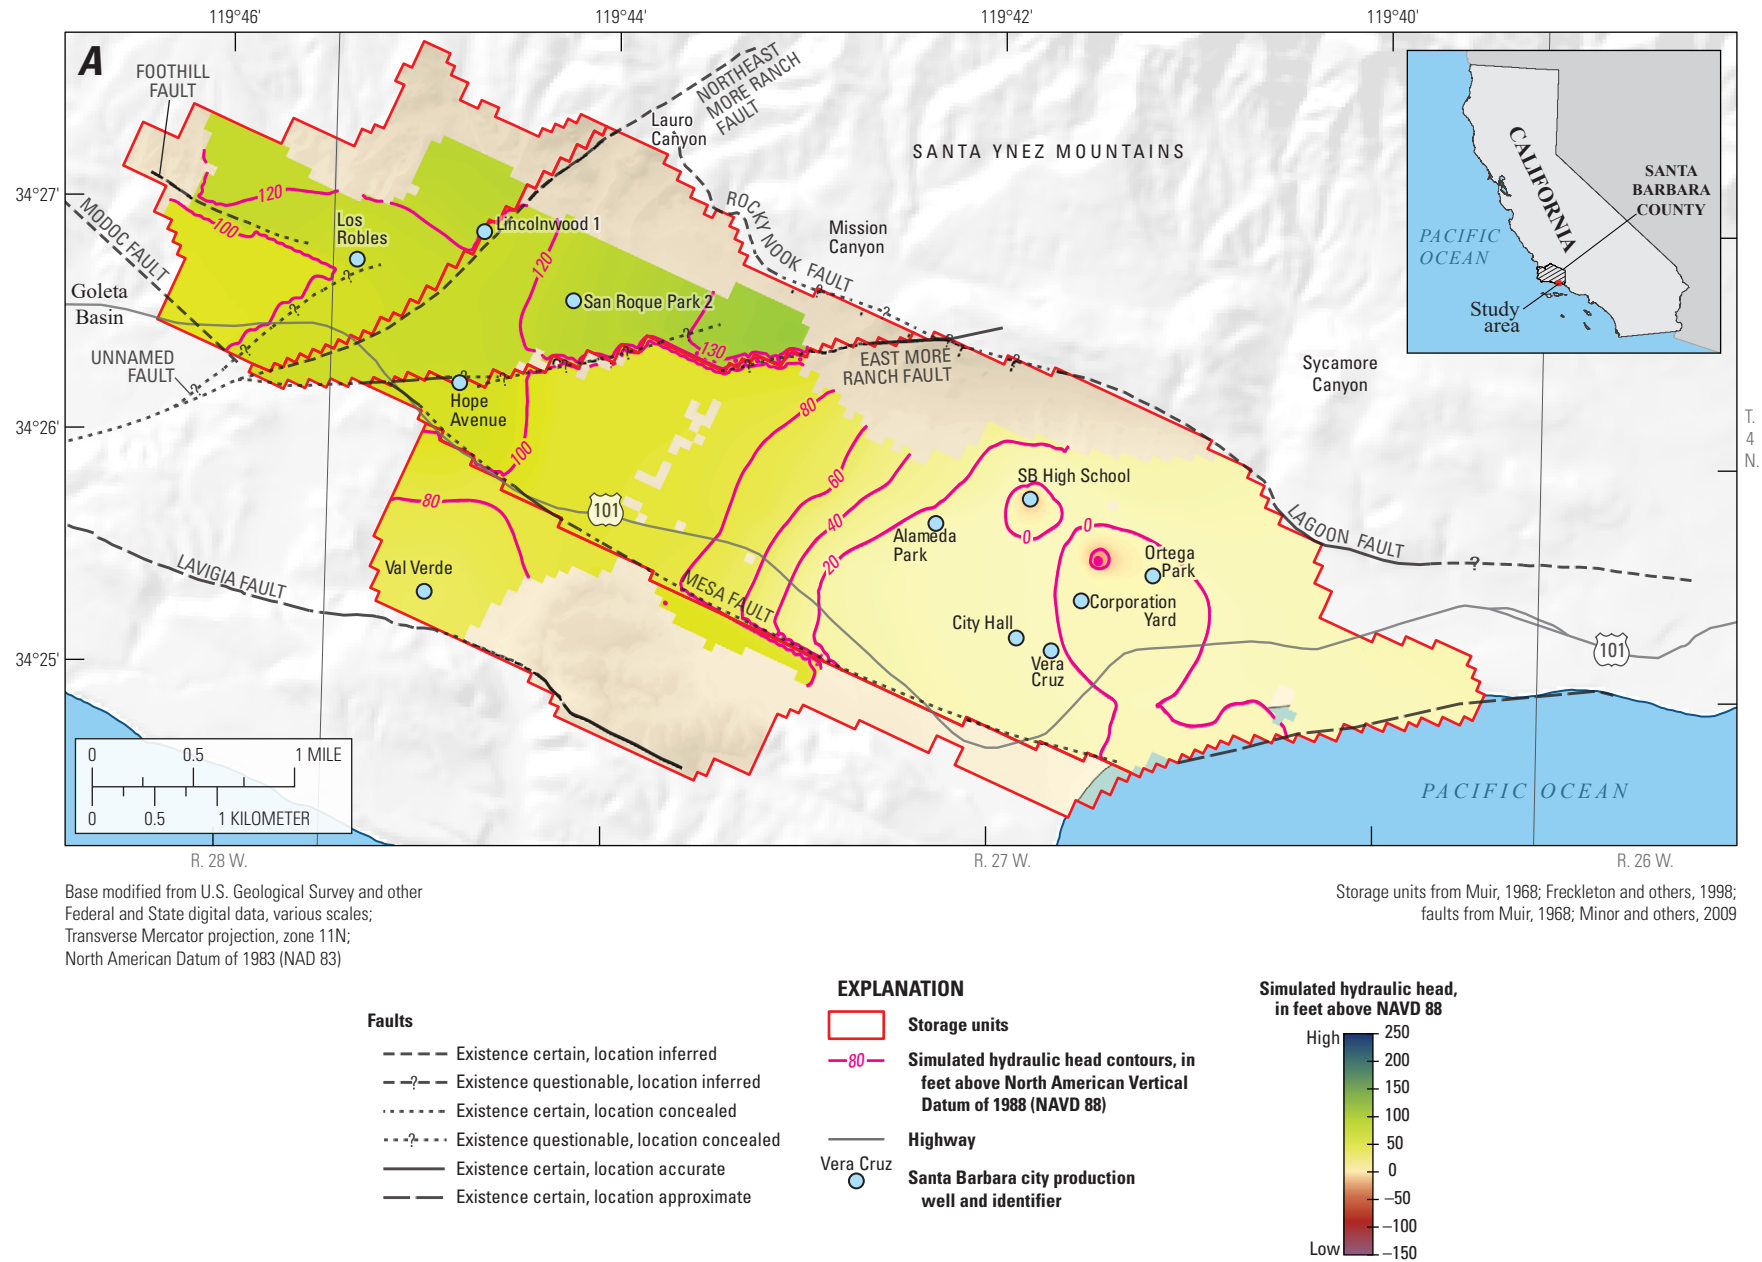 119°46'
119°44'
119°42'
119°40'
A
FOOTHILL
FAULT
NORTHEAST
MORE RANCH
FAULT
Lauro
Canyon
SANTA YNEZ MOUNTAINS
CALIFORNIA
SANTA
BARBARA
COUNTY
PACIFIC
OCEAN
Study
area
34°27'
MODOC FAULT
120
100
Los
Robles
Lincolnwood 1
120
ROCKY NOOK FAULT
Mission
Canyon
Goleta
Basin
San Roque Park 2
?
?
?
?
?
130
UNNAMED
FAULT
?
?
?
?
?
?
?
?
EAST MORE
RANCH FAULT
Sycamore
Canyon
Hope
Avenue
80
T.
4
N.
34°26'
100
80
60
40
20
101
SB High School
0
0
Alameda
Park
LAGOON FAULT
?
LAVIGIA FAULT
Val Verde
MESA FAULT
Ortega
Park
Corporation
Yard
City Hall
Vera
Cruz
101
34°25'
0 0.5 1 MILE
0 0.5 1 KILOMETER
PACIFIC OCEAN
R. 28 W.
R. 27 W.
R. 26 W.
Base modified from U.S. Geological Survey and other
Federal and State digital data, various scales;
Transverse Mercator projection, zone 11N;
North American Datum of 1983 (NAD 83)
Storage units from Muir, 1968; Freckleton and others, 1998;
faults from Muir, 1968; Minor and others, 2009
EXPLANATION
Faults
Existence certain, location inferred
?
Existence questionable, location inferred
Existence certain, location concealed
?
Existence questionable, location concealed
Existence certain, location accurate
Existence certain, location approximate
Storage units
80
Simulated hydraulic head contours, in
feet above North American Vertical
Datum of 1988 (NAVD 88)
Highway
Vera Cruz
Santa Barbara city production
well and identifier
Simulated hydraulic head,
in feet above NAVD 88
High
250
200
150
100
50
0
−50
−100
−150
Low